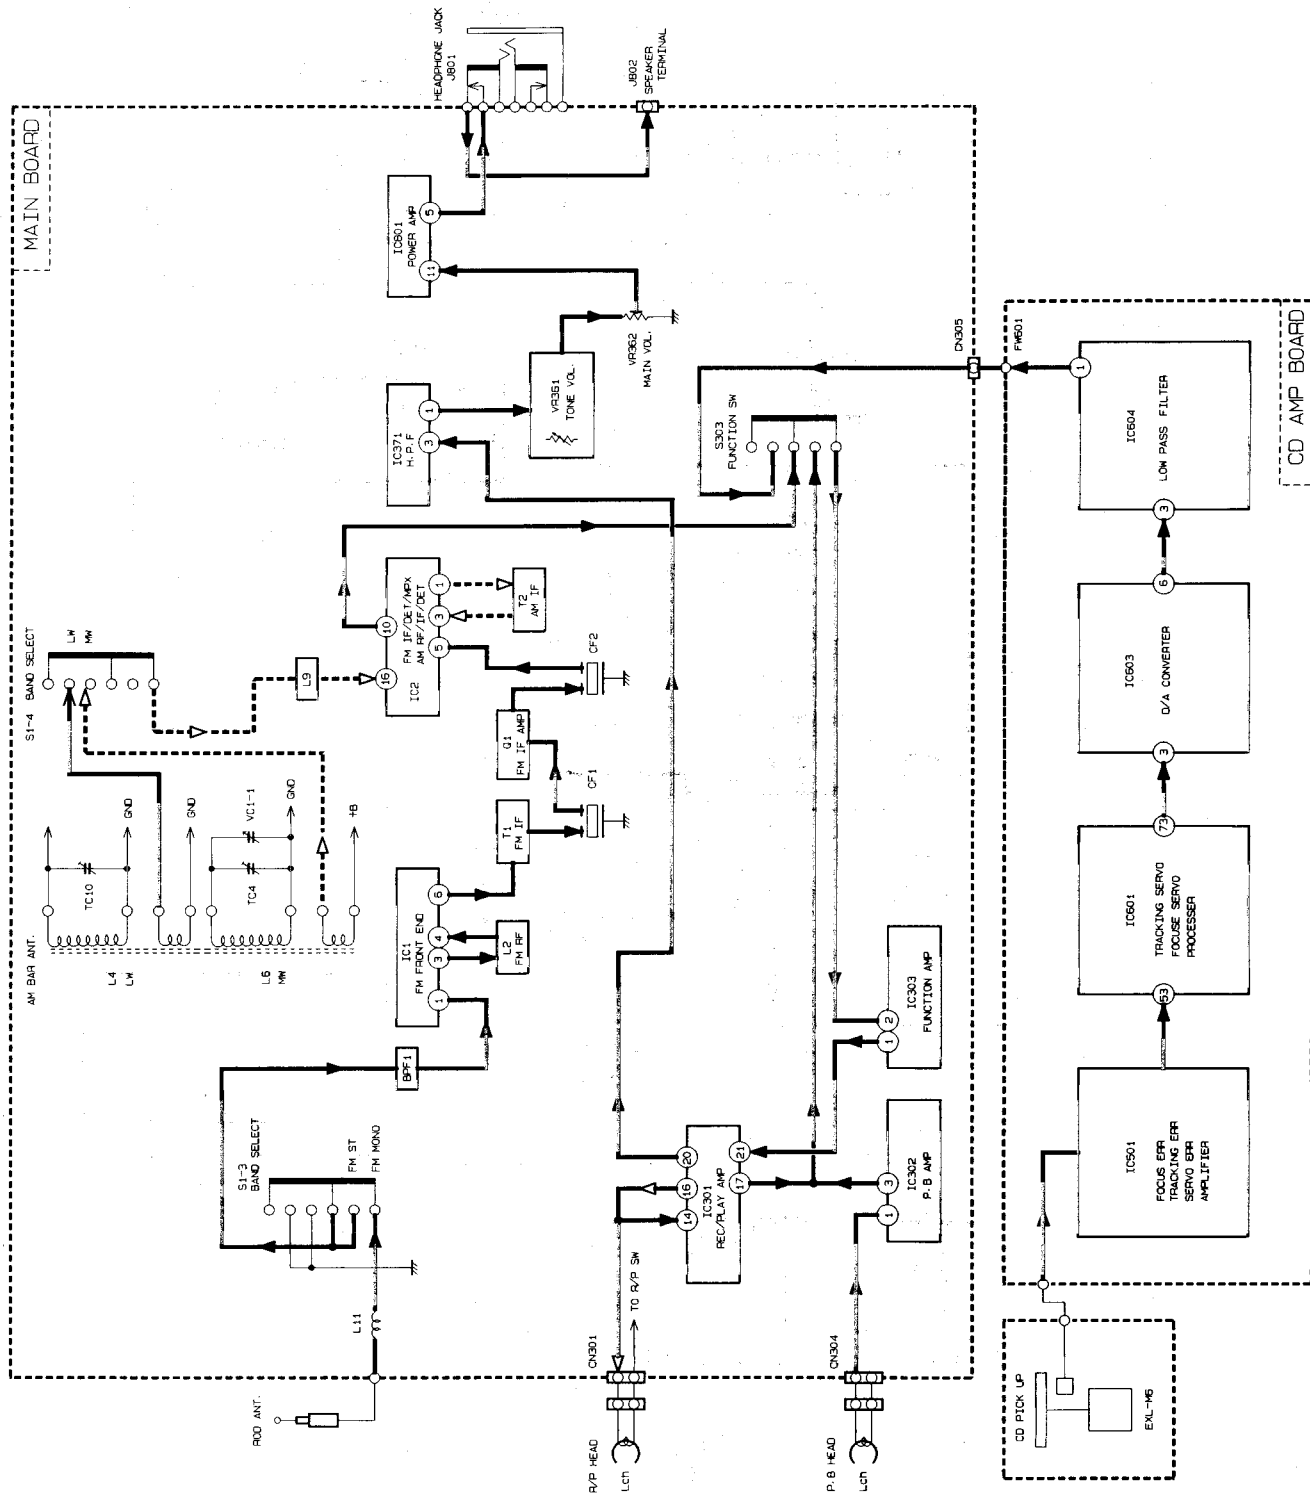 MAIN BOARD
HEADPHONE JACK
J801
J802
SPEAKER
TERMINAL
IC801
POWER AMP
5
11
VR362
MAIN VOL.
VR361
TONE VOL.
IC371
H.P.F
1
3
S303
FUNCTION SW
CN305
FW601
S1-4 BAND SELECT
LW
MW
L9
10
16
FM IF/DET/MPX
AM RF/IF/DET
IC2
1
3
5
T2
AM IF
CF2
Q1
FM IF AMP
CF1
T1
FM IF
IC1
FM FRONT END
6
4
3
1
L2
FM RF
AM BAR ANT.
TC10
GND
GND
VC1-1
TC4
GND
+B
L4
LW
L6
MW
BPF1
S1-3
BAND SELECT
FM ST
FM MONO
L11
ROD ANT.
IC303
FUNCTION AMP
2
1
IC301
REC/PLAY AMP
20
16
14
21
17
IC302
P.B AMP
3
1
CN301
TO R/P SW
R/P HEAD
Lch
CN304
P.B HEAD
Lch
CD AMP BOARD
IC604
LOW PASS FILTER
1
3
IC603
D/A CONVERTER
6
3
IC601
TRACKING SERVO
FOCUSE SERVO
PROCESSER
73
53
IC501
FOCUS ERR
TRACKING ERR
SERVO ERR
AMPLIFIER
CD PICK UP
EXL-M6